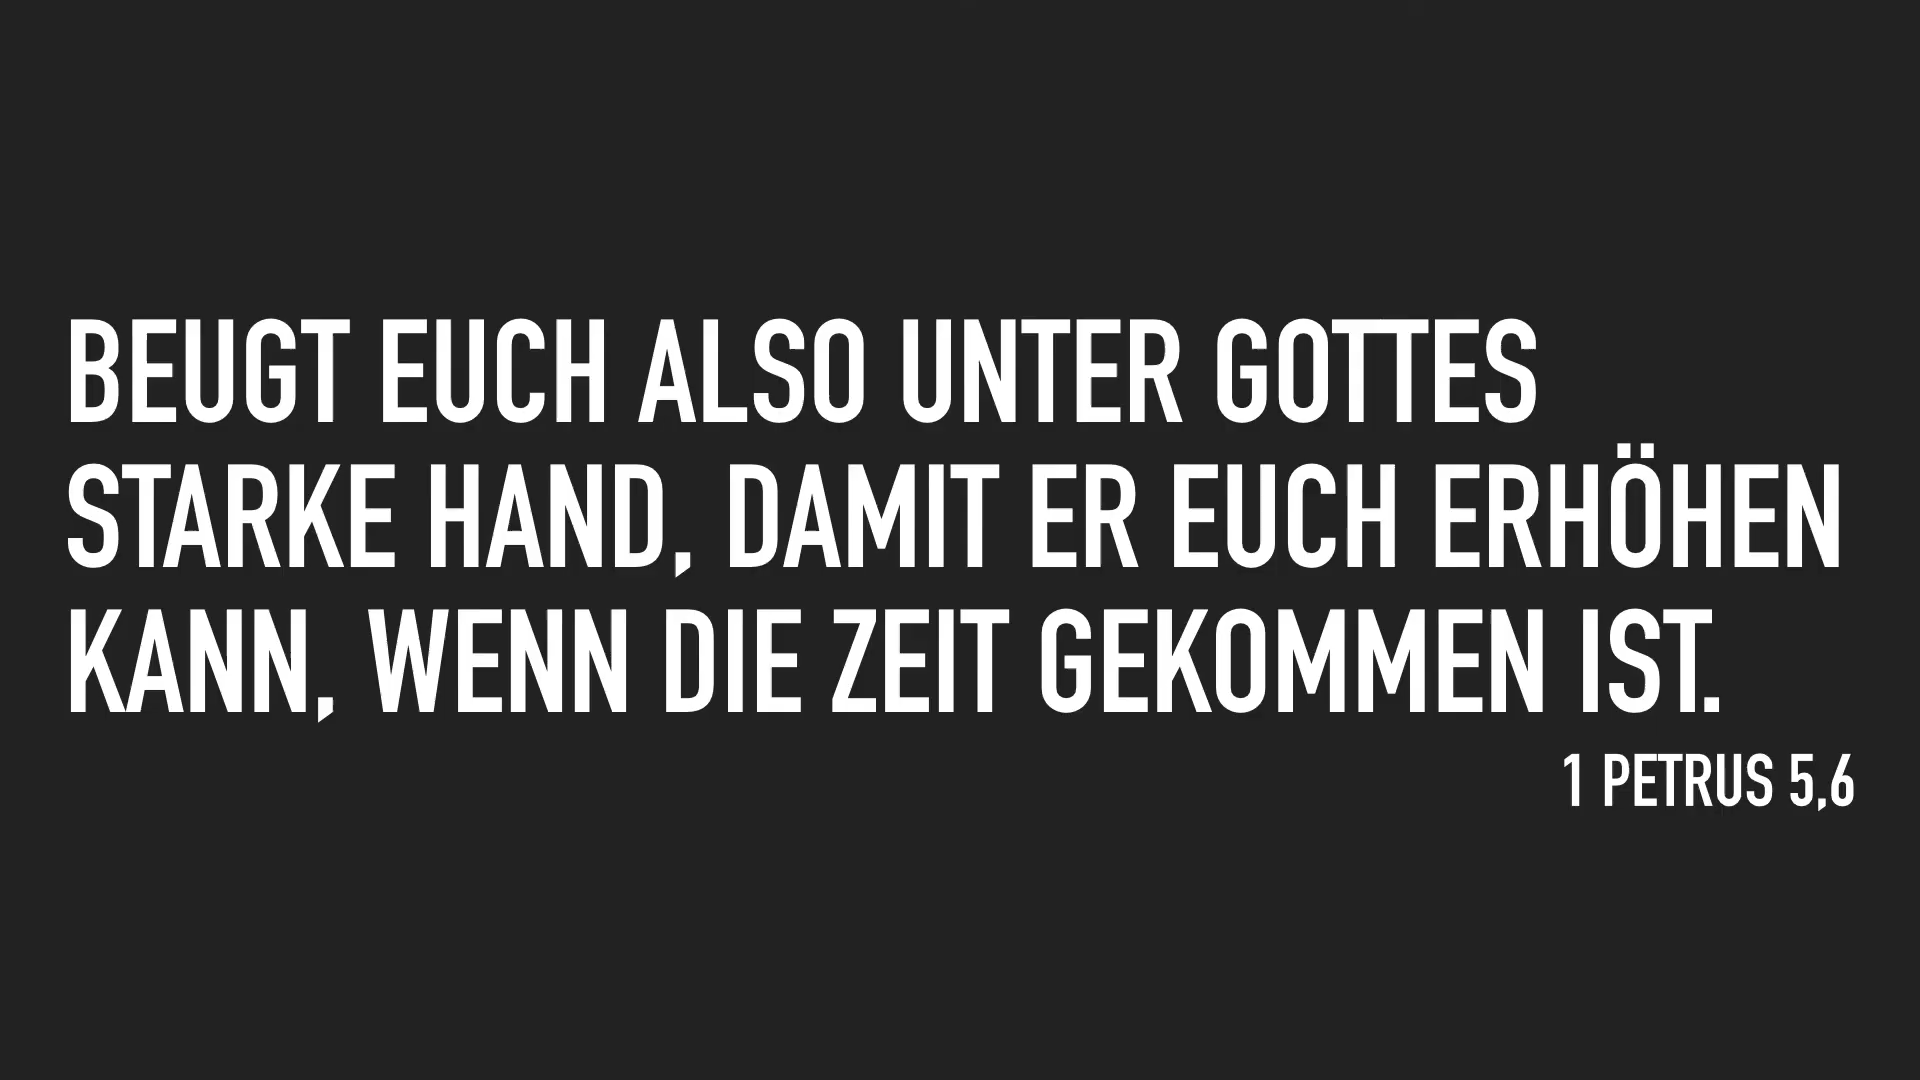 BEUGT EUCH ALSO UNTER GOTTES
STARKE HAND, DAMIT ER EUCH ERHÖHEN
KANN, WENN DIE ZEIT GEKOMMEN IST.
1 PETRUS 5,6